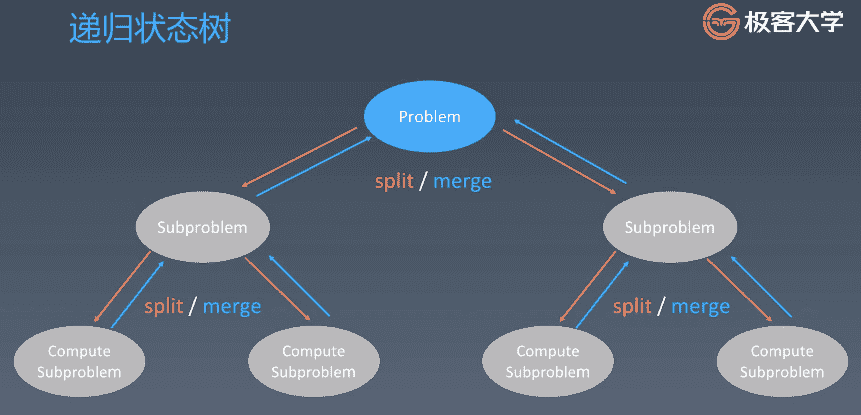 递归状态树
极客大学
Problem
split / merge
Subproblem
Subproblem
split / merge
split / merge
Compute
Subproblem
Compute
Subproblem
Compute
Subproblem
Compute
Subproblem